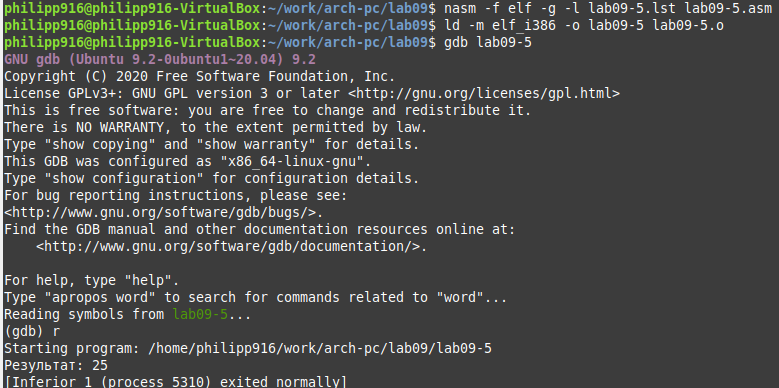 philipp916@philipp916-VirtualBox:~/work/arch-pc/lab09$ nasm -f elf -g -l lab09-5.lst lab09-5.asm
philipp916@philipp916-VirtualBox:~/work/arch-pc/lab09$ ld -m elf_i386 -o lab09-5 lab09-5.o
philipp916@philipp916-VirtualBox:~/work/arch-pc/lab09$ gdb lab09-5
GNU gdb (Ubuntu 9.2-0ubuntu1~20.04) 9.2
Copyright (C) 2020 Free Software Foundation, Inc.
License GPLv3+: GNU GPL version 3 or later <http://gnu.org/licenses/gpl.html>
This is free software: you are free to change and redistribute it.
There is NO WARRANTY, to the extent permitted by law.
Type "show copying" and "show warranty" for details.
This GDB was configured as "x86_64-linux-gnu".
Type "show configuration" for configuration details.
For bug reporting instructions, please see:
<http://www.gnu.org/software/gdb/bugs/>.
Find the GDB manual and other documentation resources online at:
    <http://www.gnu.org/software/gdb/documentation/>.

For help, type "help".
Type "apropos word" to search for commands related to "word"...
Reading symbols from lab09-5...
(gdb) r
Starting program: /home/philipp916/work/arch-pc/lab09/lab09-5
Результат: 25
[Inferior 1 (process 5310) exited normally]